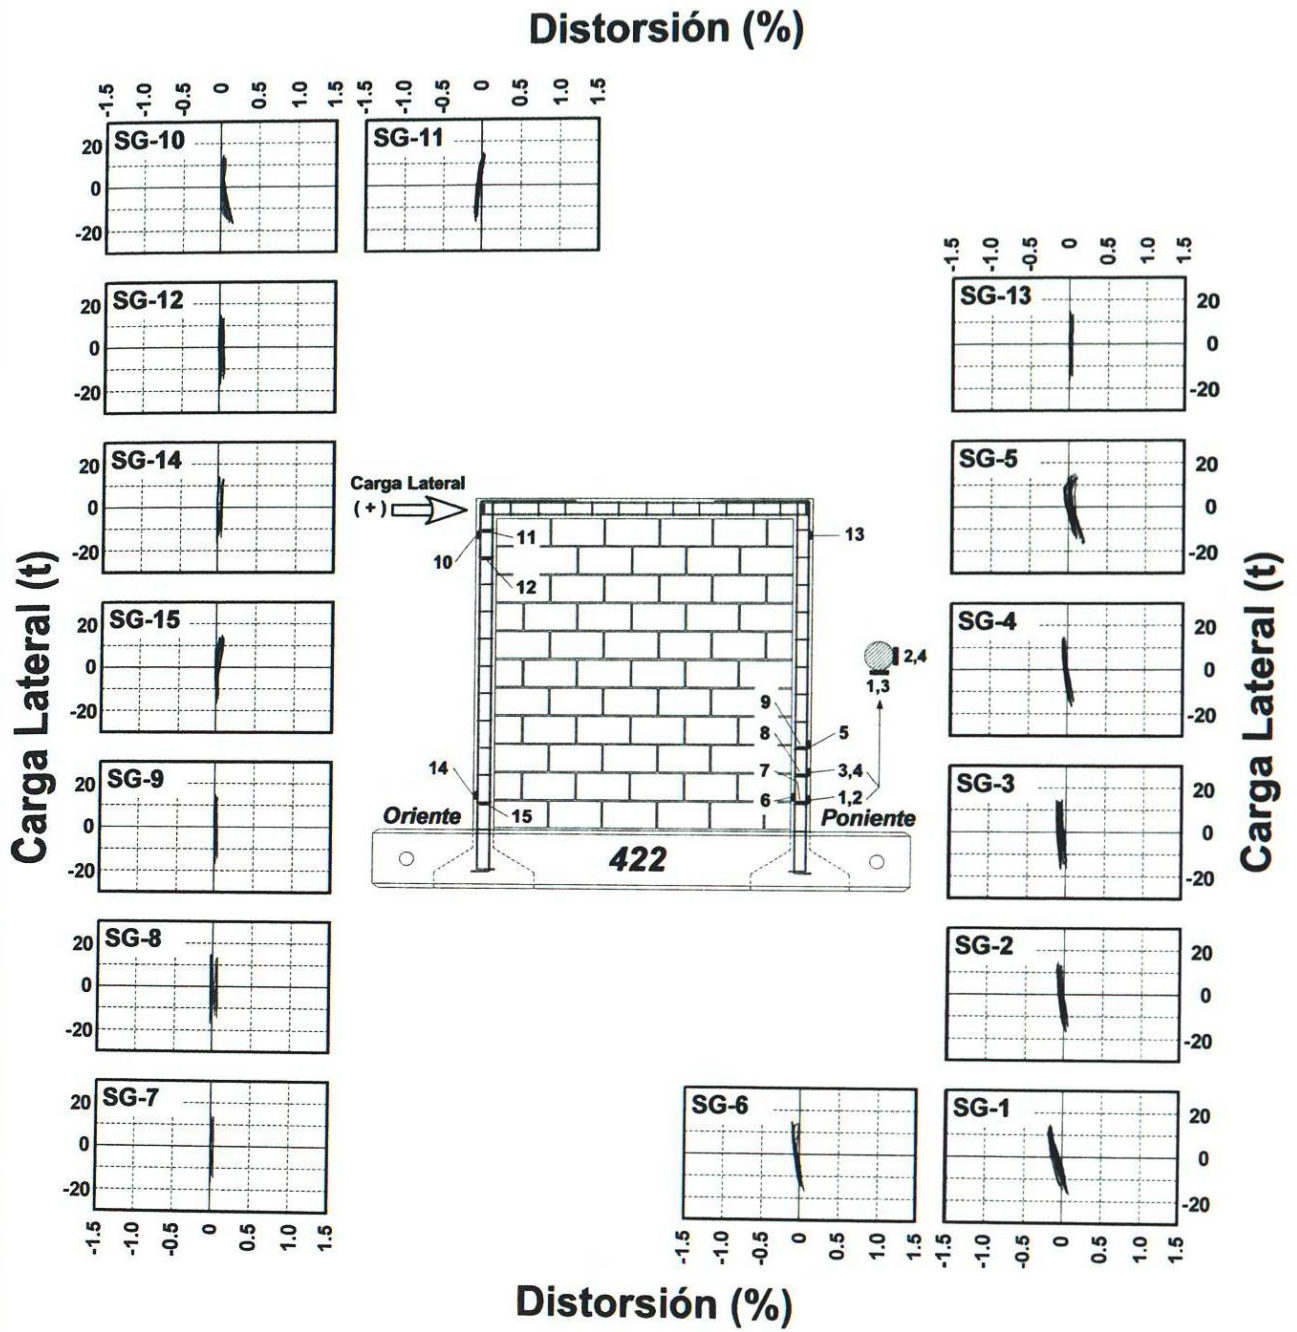 Distorsión (%)
-1.5 -1.0 -0.5 0 0.5 1.0 1.5
-1.5 -1.0 -0.5 0 0.5 1.0 1.5
SG-10
20
0
-20
SG-11
SG-12
20
0
-20
-1.5 -1.0 -0.5 0 0.5 1.0 1.5
SG-13
20
0
-20
SG-14
20
0
-20
SG-5
20
0
-20
SG-15
20
0
-20
SG-4
20
0
-20
SG-9
20
0
-20
SG-3
20
0
-20
SG-8
20
0
-20
SG-2
20
0
-20
SG-7
20
0
-20
-1.5 -1.0 -0.5 0 0.5 1.0 1.5
SG-6
-1.5 -1.0 -0.5 0 0.5 1.0 1.5
SG-1
20
0
-20
-1.5 -1.0 -0.5 0 0.5 1.0 1.5
Carga Lateral (t)
Carga Lateral (t)
Carga Lateral
(+)
11
10
12
13
2,4
1,3
9
8
5
14
7
3,4
6
1,2
15
Oriente
Poniente
422
Distorsión (%)